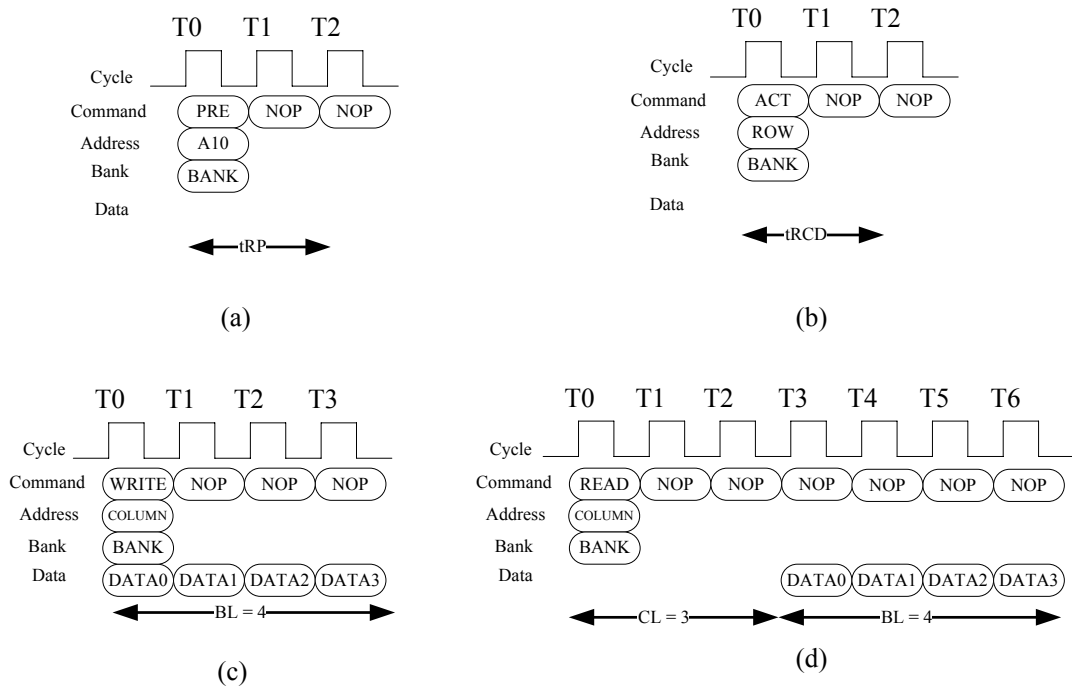 T0 T1 T2
Cycle
Command PRE NOP NOP
Address A10
Bank BANK
Data
tRP
(a)
T0 T1 T2
Cycle
Command ACT NOP NOP
Address ROW
Bank BANK
Data
tRCD
(b)
T0 T1 T2 T3
Cycle
Command WRITE NOP NOP NOP
Address COLUMN
Bank BANK
Data DATA0 DATA1 DATA2 DATA3
BL = 4
(c)
T0 T1 T2 T3 T4 T5 T6
Cycle
Command READ NOP NOP NOP NOP NOP NOP
Address COLUMN
Bank BANK
Data DATA0 DATA1 DATA2 DATA3
CL = 3 BL = 4
(d)